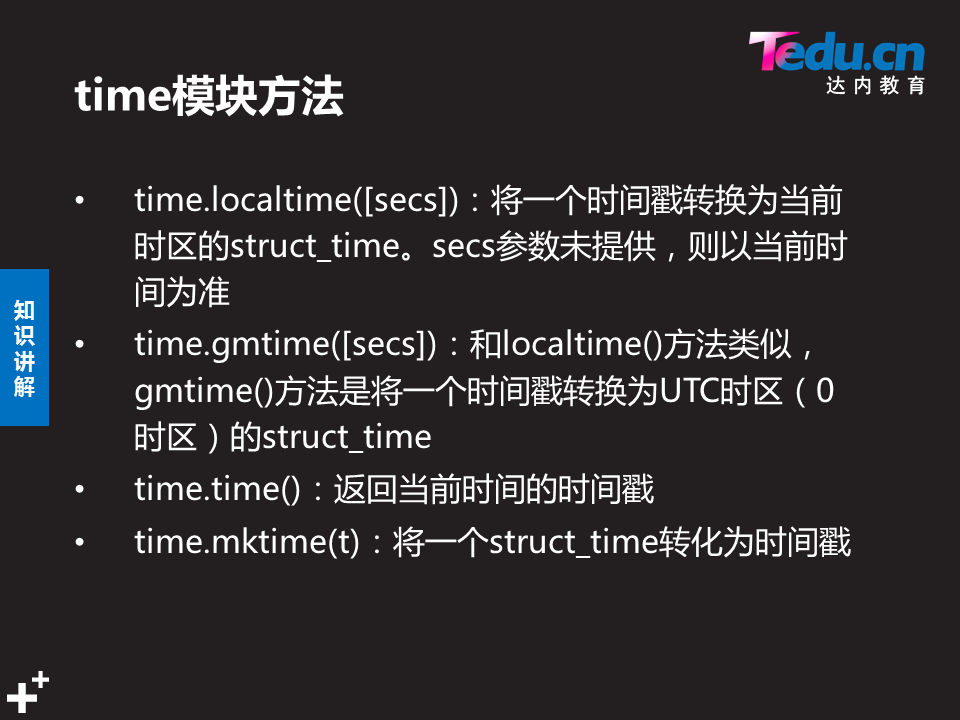 Tedu.cn
达内教育
time模块方法
• time.localtime([secs])：将一个时间戳转换为当前
时区的struct_time。secs参数未提供，则以当前时
间为准
• time.gmtime([secs])：和localtime()方法类似，
gmtime()方法是将一个时间戳转换为UTC时区（0
时区）的struct_time
• time.time()：返回当前时间的时间戳
• time.mktime(t)：将一个struct_time转化为时间戳
知
识
讲
解